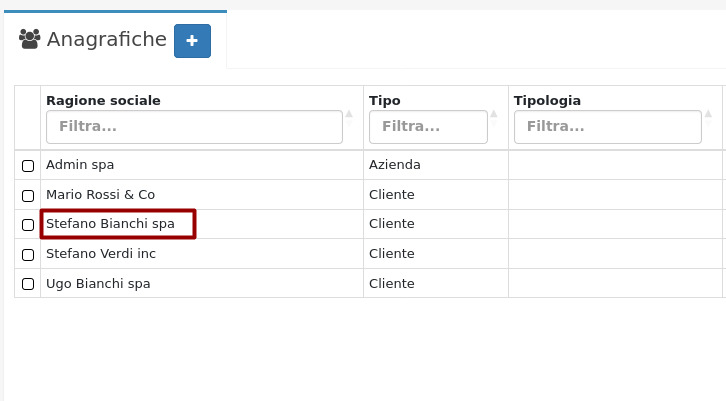 Anagrafiche
Ragione sociale Tipo Tipologia
Filtra... Filtra... Filtra...
Admin spa Azienda
Mario Rossi & Co Cliente
Stefano Bianchi spa Cliente
Stefano Verdi inc Cliente
Ugo Bianchi spa Cliente